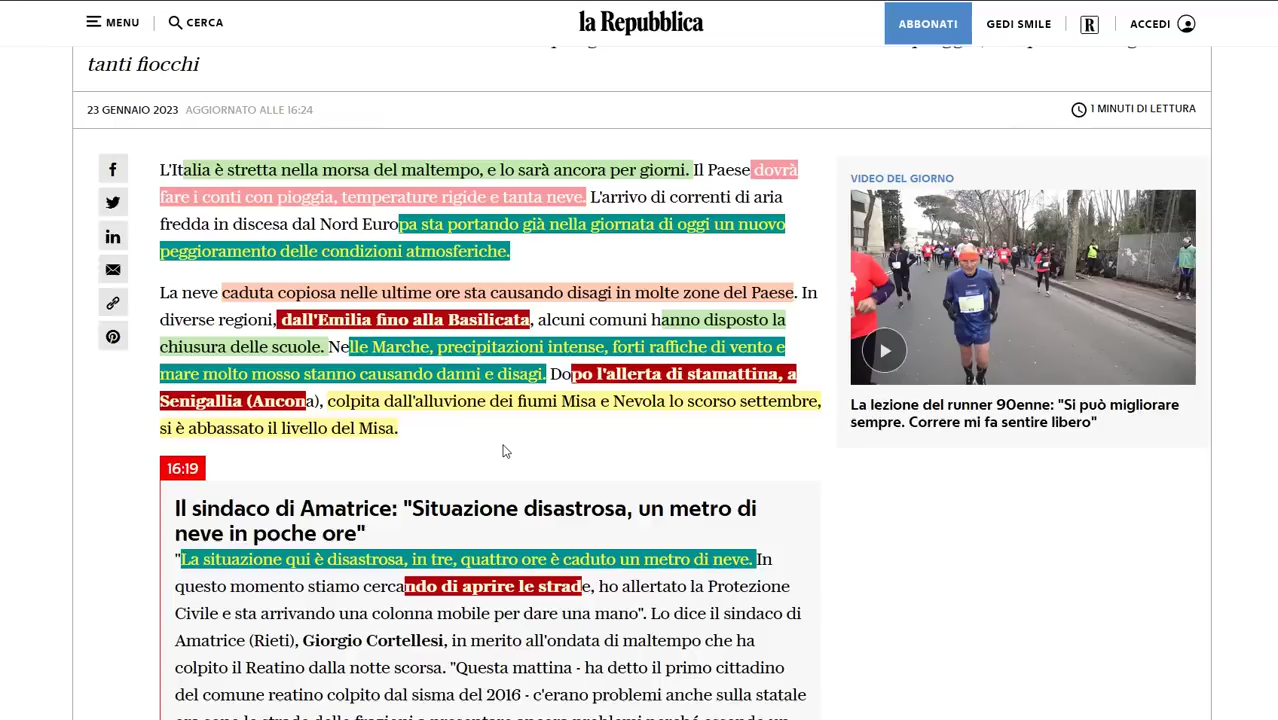 MENU
CERCA
la Repubblica
ABBONATI
GEDI SMILE
R
ACCEDI
tanti fiocchi
23 GENNAIO 2023 AGGIORNATO ALLE 16:24
1 MINUTI DI LETTURA
L'Italia è stretta nella morsa del maltempo, e lo sarà ancora per giorni. Il Paese dovrà
fare i conti con pioggia, temperature rigide e tanta neve. L'arrivo di correnti di aria
fredda in discesa dal Nord Europa sta portando già nella giornata di oggi un nuovo
peggioramento delle condizioni atmosferiche.
La neve caduta copiosa nelle ultime ore sta causando disagi in molte zone del Paese. In
diverse regioni, dall'Emilia fino alla Basilicata, alcuni comuni hanno disposto la
chiusura delle scuole. Nelle Marche, precipitazioni intense, forti raffiche di vento e
mare molto mosso stanno causando danni e disagi. Dopo l'allerta di stamattina, a
Senigallia (Ancona), colpita dall'alluvione dei fiumi Misa e Nevola lo scorso settembre,
si è abbassato il livello del Misa.
16:19
Il sindaco di Amatrice: "Situazione disastrosa, un metro di
neve in poche ore"
"La situazione qui è disastrosa, in tre, quattro ore è caduto un metro di neve. In
questo momento stiamo cercando di aprire le strade, ho allertato la Protezione
Civile e sta arrivando una colonna mobile per dare una mano". Lo dice il sindaco di
Amatrice (Rieti), Giorgio Cortellesi, in merito all'ondata di maltempo che ha
colpito il Reatino dalla notte scorsa. "Questa mattina - ha detto il primo cittadino
del comune reatino colpito dal sisma del 2016 - c'erano problemi anche sulla statale
VIDEO DEL GIORNO
La lezione del runner 90enne: "Si può migliorare
sempre. Correre mi fa sentire libero"